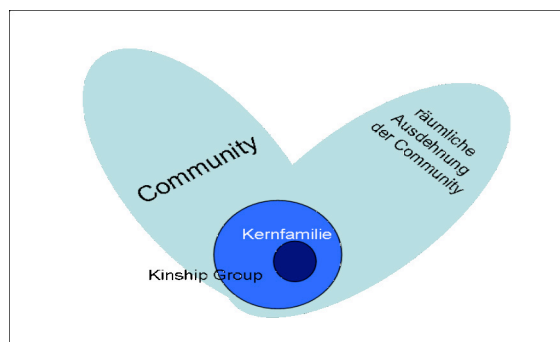 Community
räumliche
Ausdehnung
der Community
Kernfamilie
Kinship Group